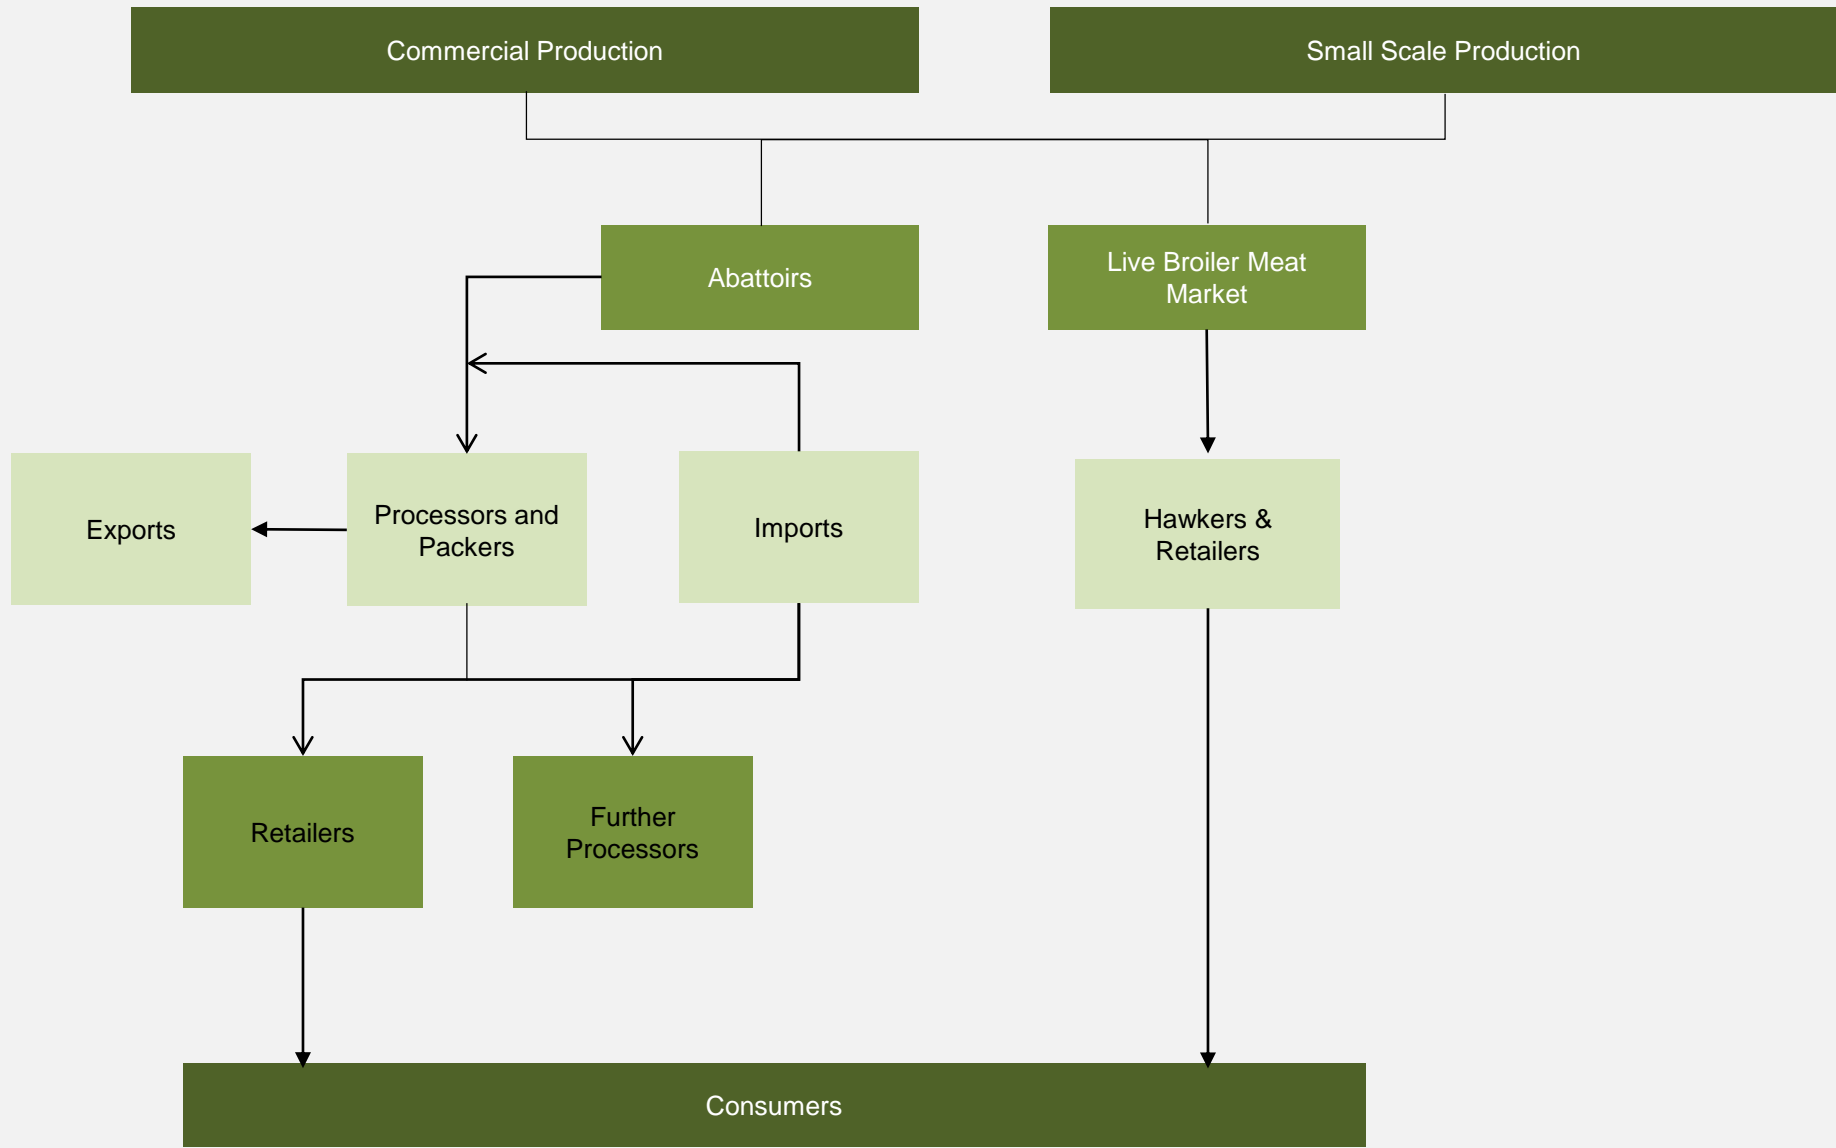 Commercial Production
Small Scale Production
Abattoirs
Live Broiler Meat
Market
Exports
Processors and
Packers
Imports
Hawkers &
Retailers
Retailers
Further
Processors
Consumers